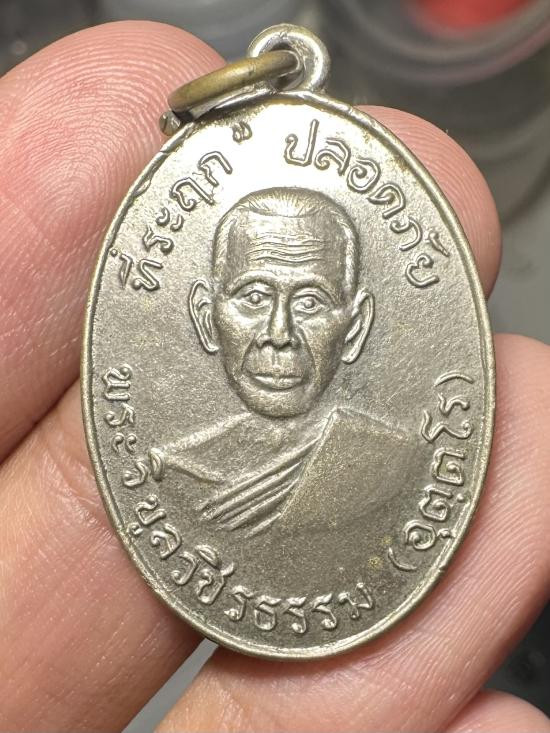 ที่ระฤก " ปลอดภัย
พระวิบูลวชิรธรรม (อุตฺตโร)